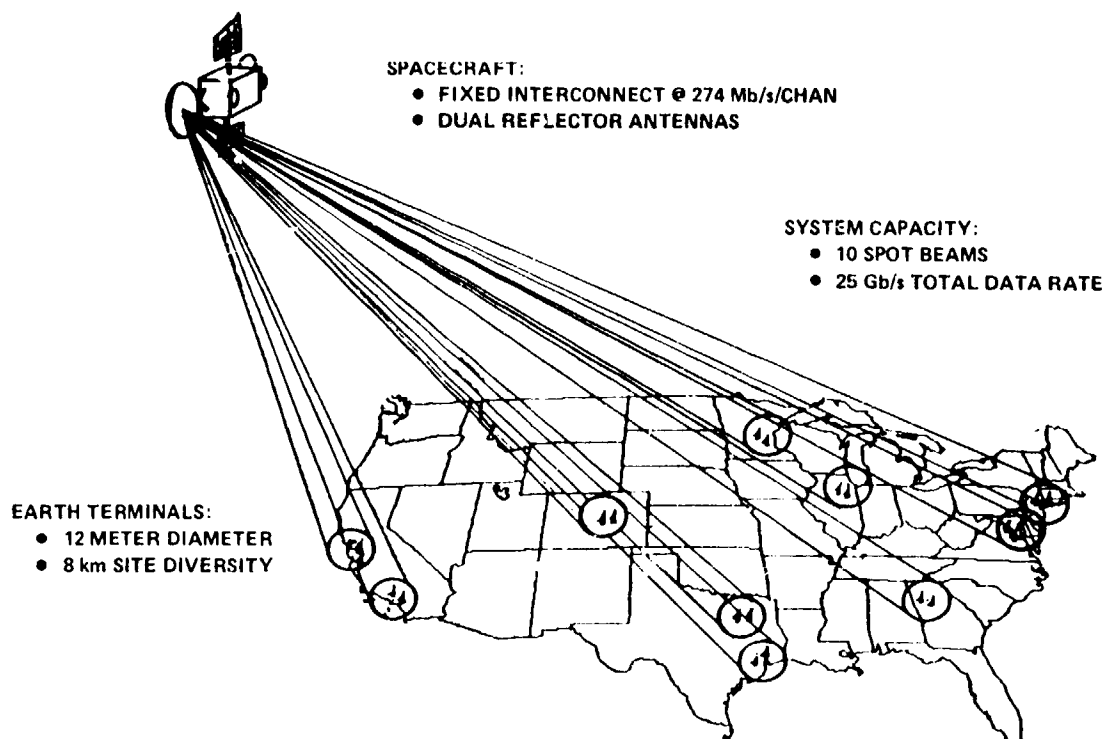 SPACECRAFT:
● FIXED INTERCONNECT @ 274 Mb/s/CHAN
● DUAL REFLECTOR ANTENNAS
SYSTEM CAPACITY:
● 10 SPOT BEAMS
● 25 Gb/s TOTAL DATA RATE
EARTH TERMINALS:
● 12 METER DIAMETER
● 8 km SITE DIVERSITY